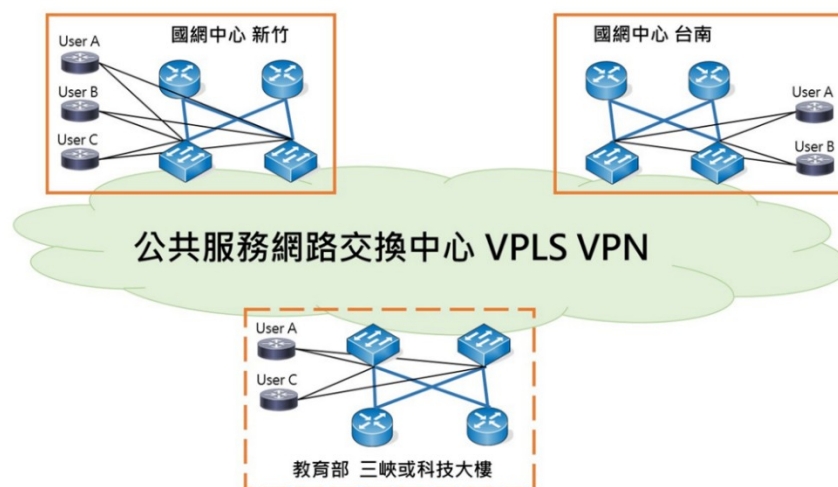 國網中心 新竹
User A
User B
User C
國網中心 台南
User A
User B
公共服務網路交換中心 VPLS VPN
User A
User C
教育部 三峽或科技大樓